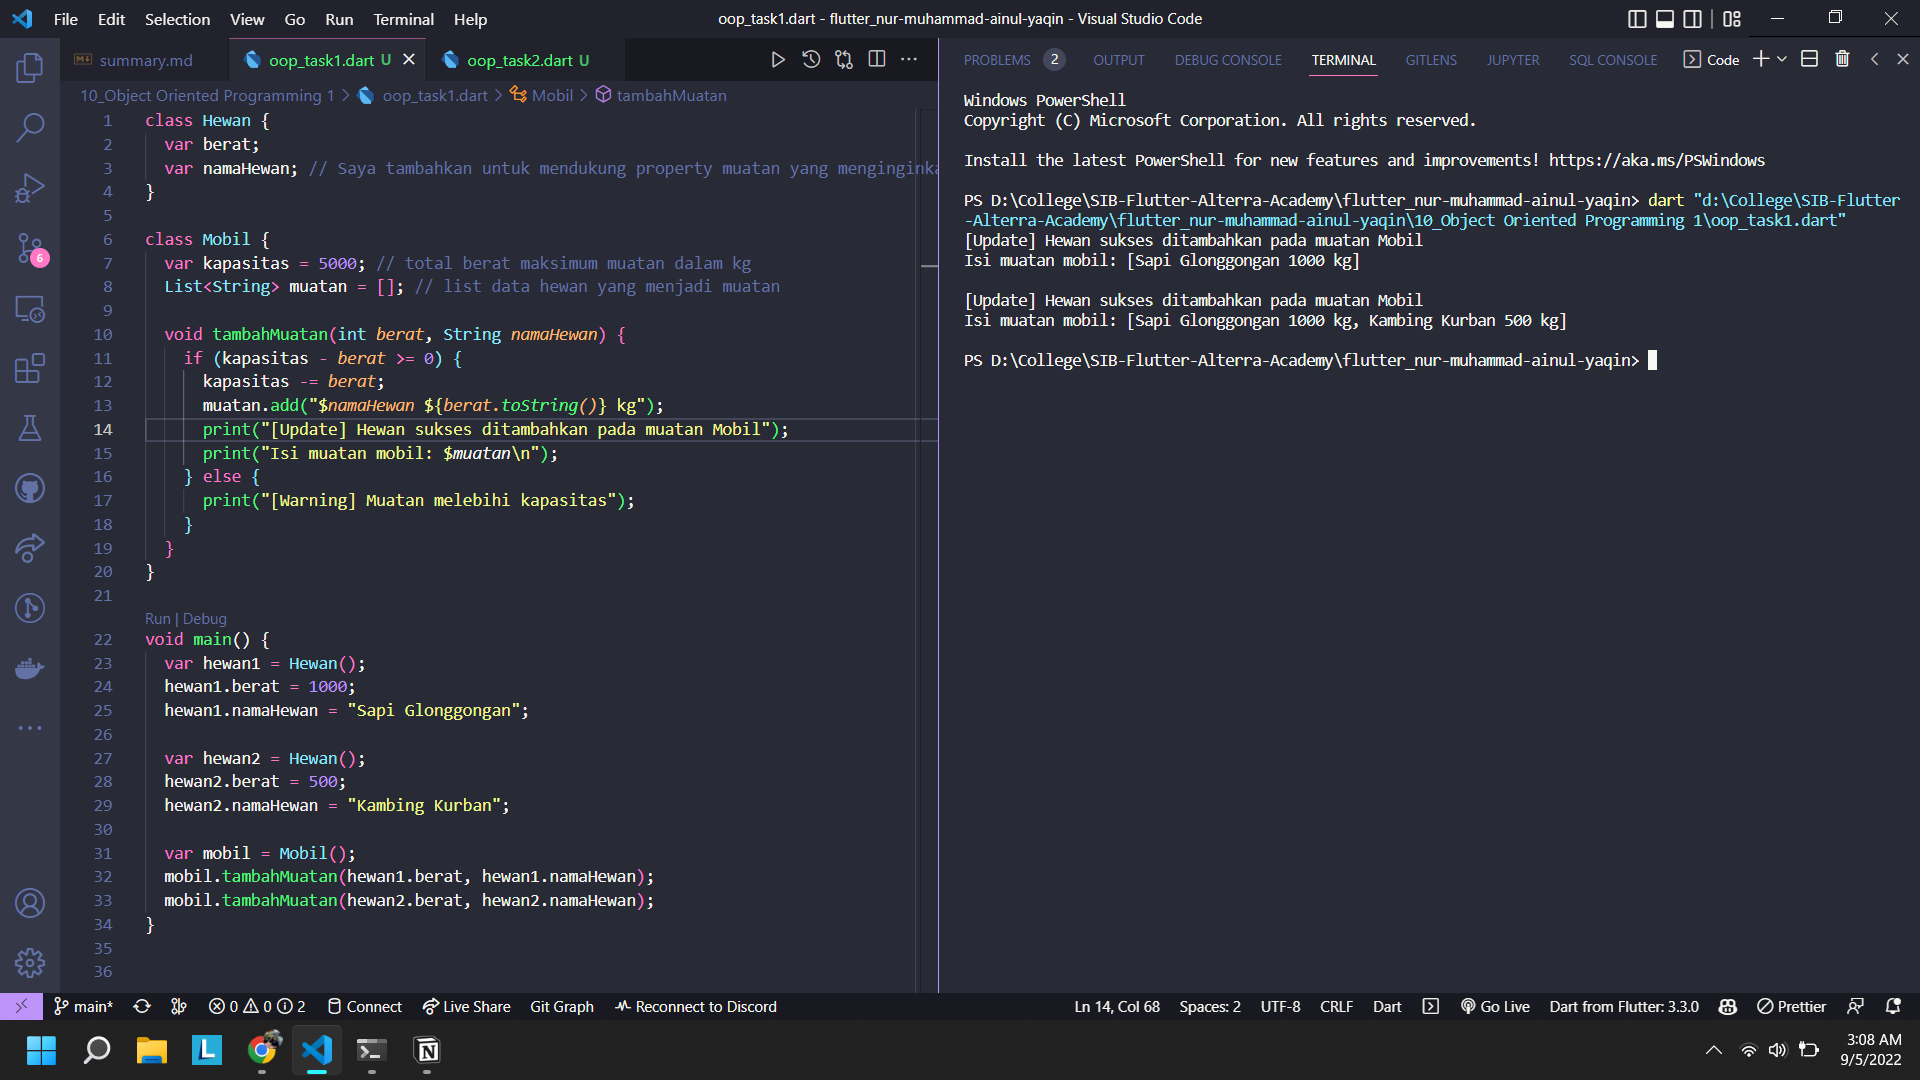 File Edit Selection View Go Run Terminal Help
oop_task1.dart - flutter_nur-muhammad-ainul-yaqin - Visual Studio Code
summary.md
oop_task1.dart U
oop_task2.dart U
10_Object Oriented Programming 1 > oop_task1.dart > Mobil > tambahMuatan
1 class Hewan {
2   var berat;
3   var namaHewan; // Saya tambahkan untuk mendukung property muatan yang
4 }
5
6 class Mobil {
7   var kapasitas = 5000; // total berat maksimum muatan dalam kg
8   List<String> muatan = []; // list data hewan yang menjadi muatan
9
10   void tambahMuatan(int berat, String namaHewan) {
11     if (kapasitas - berat >= 0) {
12       kapasitas -= berat;
13       muatan.add("$namaHewan ${berat.toString()} kg");
14       print("[Update] Hewan sukses ditambahkan pada muatan Mobil");
15       print("Isi muatan mobil: $muatan\n");
16     } else {
17       print("[Warning] Muatan melebihi kapasitas");
18     }
19   }
20 }
21
Run | Debug
22 void main() {
23   var hewan1 = Hewan();
24   hewan1.berat = 1000;
25   hewan1.namaHewan = "Sapi Glonggongan";
26
27   var hewan2 = Hewan();
28   hewan2.berat = 500;
29   hewan2.namaHewan = "Kambing Kurban";
30
31   var mobil = Mobil();
32   mobil.tambahMuatan(hewan1.berat, hewan1.namaHewan);
33   mobil.tambahMuatan(hewan2.berat, hewan2.namaHewan);
34 }
35
36
PROBLEMS 2 OUTPUT DEBUG CONSOLE TERMINAL GITLENS JUPYTER SQL CONSOLE Code
Windows PowerShell
Copyright (C) Microsoft Corporation. All rights reserved.
Install the latest PowerShell for new features and improvements! https://aka.ms/PSWindows
PS D:\College\SIB-Flutter-Alterra-Academy\flutter_nur-muhammad-ainul-yaqin> dart "d:\College\SIB-Flutter
-Alterra-Academy\flutter_nur-muhammad-ainul-yaqin\10_Object Oriented Programming 1\oop_task1.dart"
[Update] Hewan sukses ditambahkan pada muatan Mobil
Isi muatan mobil: [Sapi Glonggongan 1000 kg]
[Update] Hewan sukses ditambahkan pada muatan Mobil
Isi muatan mobil: [Sapi Glonggongan 1000 kg, Kambing Kurban 500 kg]
PS D:\College\SIB-Flutter-Alterra-Academy\flutter_nur-muhammad-ainul-yaqin>
6
main* 0 0 2 Connect Live Share Git Graph Reconnect to Discord
Ln 14, Col 68 Spaces: 2 UTF-8 CRLF Dart Go Live Dart from Flutter: 3.3.0 Prettier
L
3:08 AM
9/5/2022